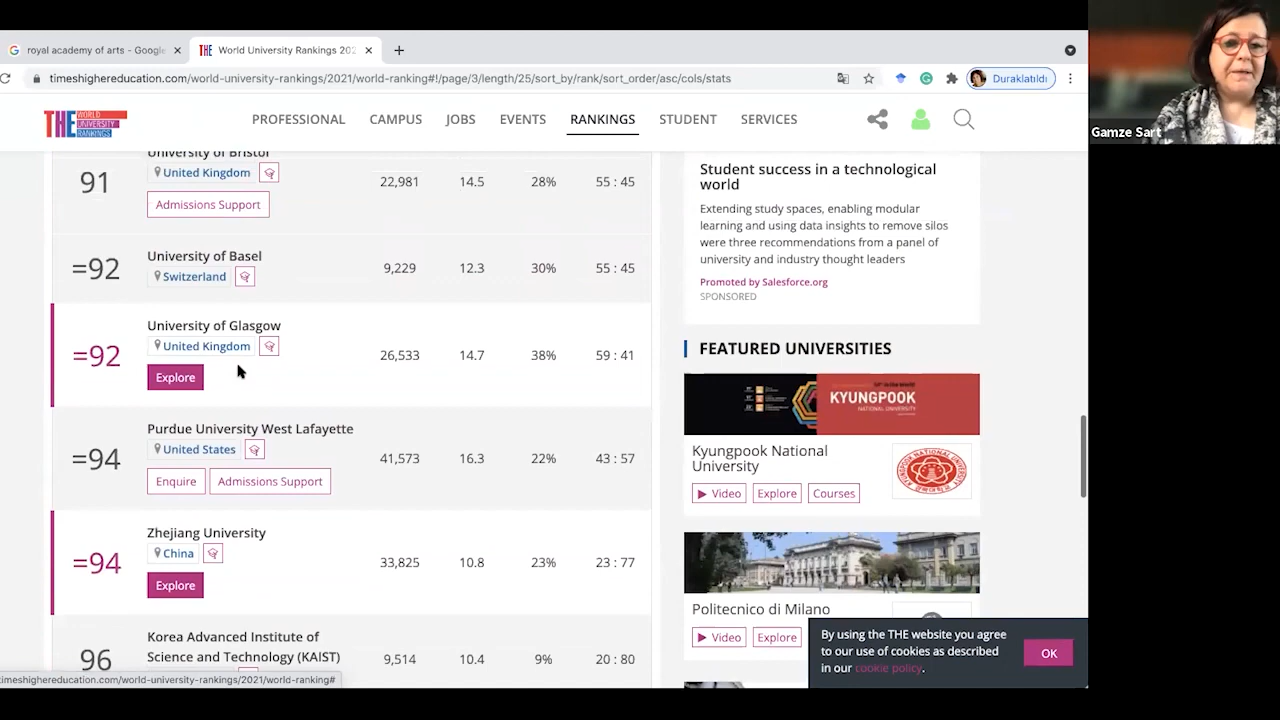 royal academy of arts - Google
World University Rankings 202
timeshighereducation.com/world-university-rankings/2021/world-ranking#!/page/3/length/25/sort_by/rank/sort_order/asc/cols/stats
Duraklatıldı
THE WORLD UNIVERSITY RANKINGS
PROFESSIONAL CAMPUS JOBS EVENTS RANKINGS STUDENT SERVICES
Gamze Sart
91
University of Bristol
United Kingdom
Admissions Support
22,981 14.5 28% 55 : 45
=92
University of Basel
Switzerland
9,229 12.3 30% 55 : 45
=92
University of Glasgow
United Kingdom
Explore
26,533 14.7 38% 59 : 41
=94
Purdue University West Lafayette
United States
Enquire Admissions Support
41,573 16.3 22% 43 : 57
=94
Zhejiang University
China
Explore
33,825 10.8 23% 23 : 77
96
Korea Advanced Institute of
Science and Technology (KAIST)
9,514 10.4 9% 20 : 80
timeshighereducation.com/world-university-rankings/2021/world-ranking#
Student success in a technological
world
Extending study spaces, enabling modular
learning and using data insights to remove silos
were three recommendations from a panel of
university and industry thought leaders
Promoted by Salesforce.org
SPONSORED
FEATURED UNIVERSITIES
KYUNGPOOK
NATIONAL UNIVERSITY
Kyungpook National
University
Video Explore Courses
Politecnico di Milano
Video Explore
By using the THE website you agree
to our use of cookies as described
in our cookie policy.
OK